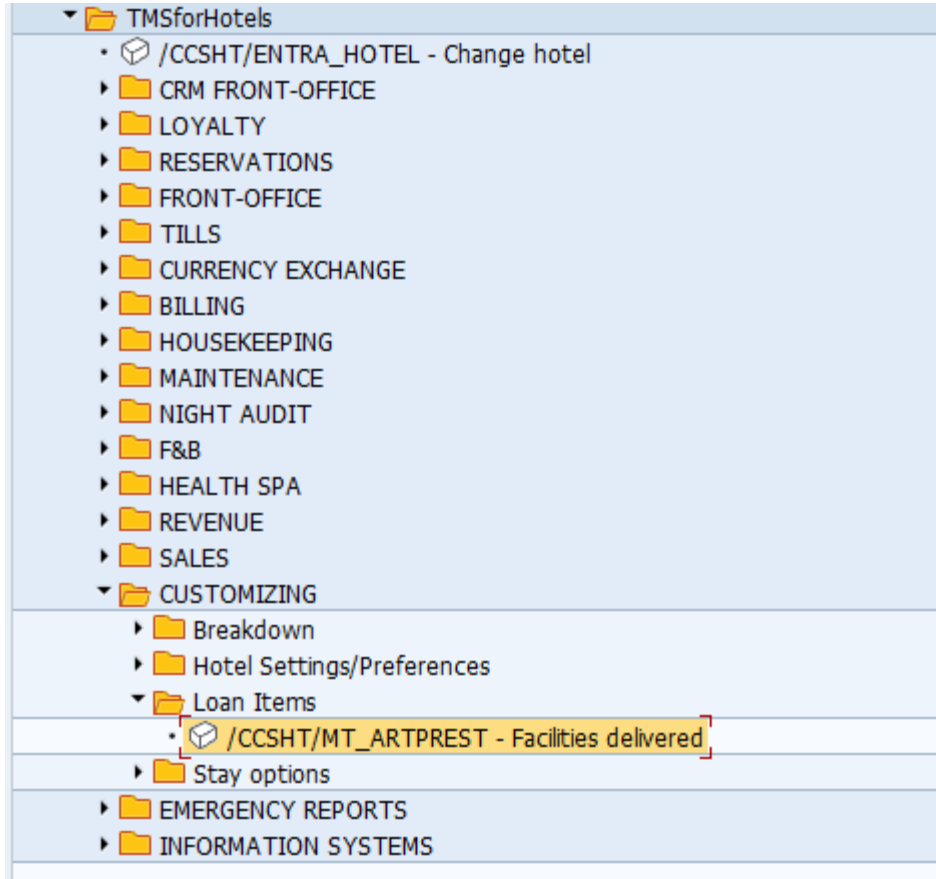 TMSforHotels
/CCSHT/ENTRA_HOTEL - Change hotel
CRM FRONT-OFFICE
LOYALTY
RESERVATIONS
FRONT-OFFICE
TILLS
CURRENCY EXCHANGE
BILLING
HOUSEKEEPING
MAINTENANCE
NIGHT AUDIT
F&B
HEALTH SPA
REVENUE
SALES
CUSTOMIZING
Breakdown
Hotel Settings/Preferences
Loan Items
/CCSHT/MT_ARTPREST - Facilities delivered
Stay options
EMERGENCY REPORTS
INFORMATION SYSTEMS